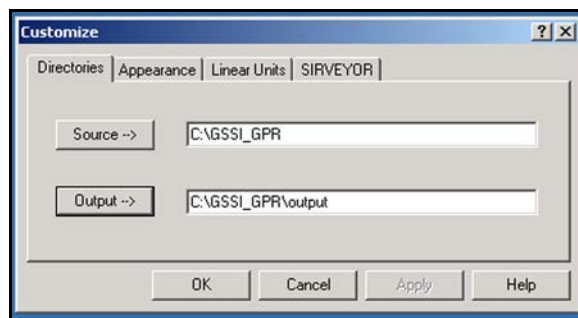 Customize
Directories Appearance Linear Units SIRVEYOR
Source --> C:\GSSI_GPR
Output --> C:\GSSI_GPR\output
OK Cancel Apply Help